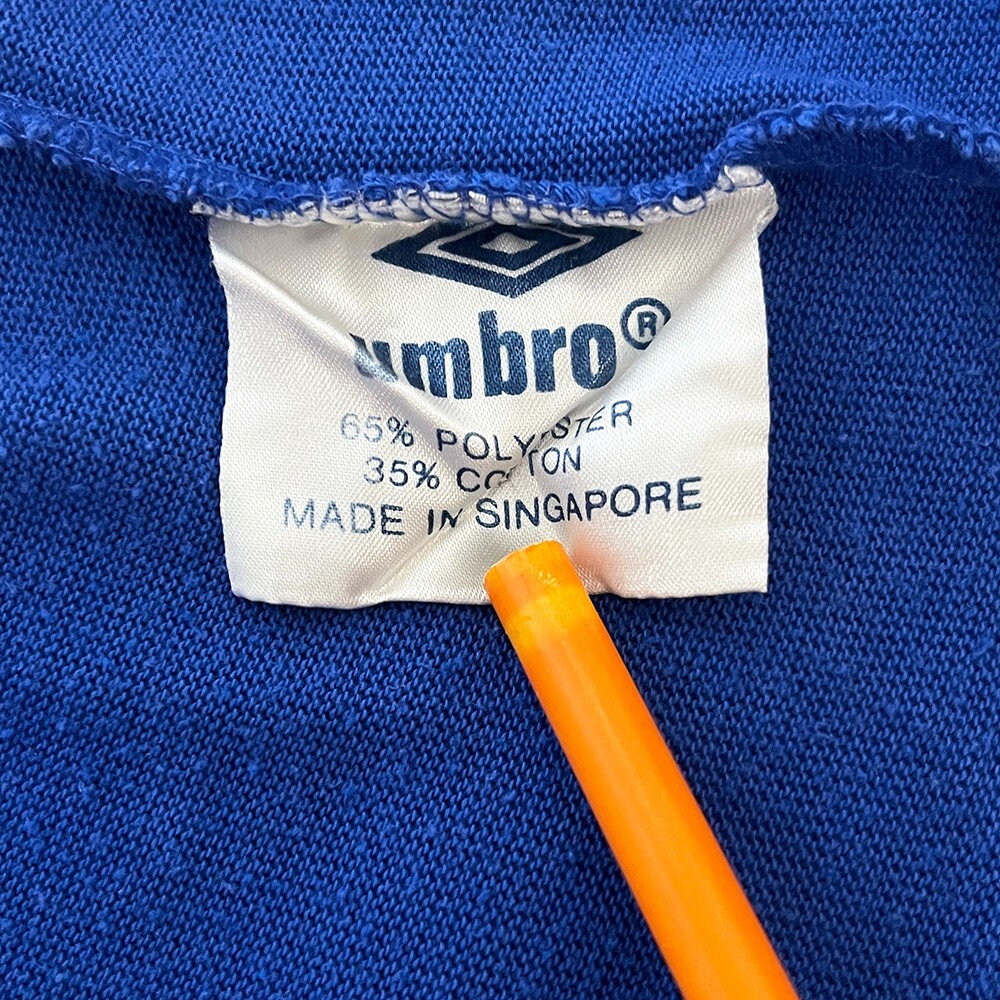 umbro®
65% POLYESTER
35% COTTON
MADE IN SINGAPORE